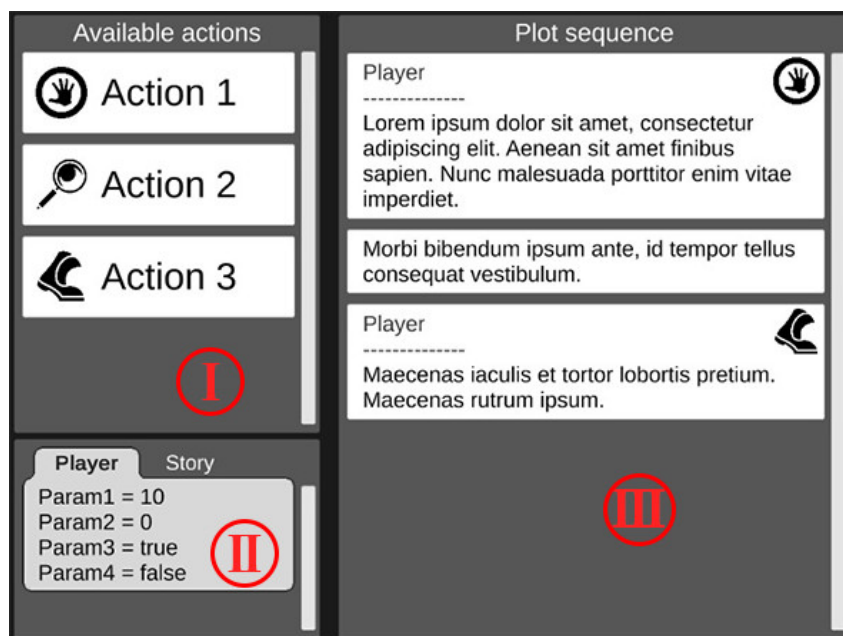 Available actions
Action 1
Action 2
Action 3
I
Player Story
Param1 = 10
Param2 = 0
Param3 = true
Param4 = false
II
Plot sequence
Player
--------------
Lorem ipsum dolor sit amet, consectetur
adipiscing elit. Aenean sit amet finibus
sapien. Nunc malesuada porttitor enim vitae
imperdiet.
Morbi bibendum ipsum ante, id tempor tellus
consequat vestibulum.
Player
--------------
Maecenas iaculis et tortor lobortis pretium.
Maecenas rutrum ipsum.
III